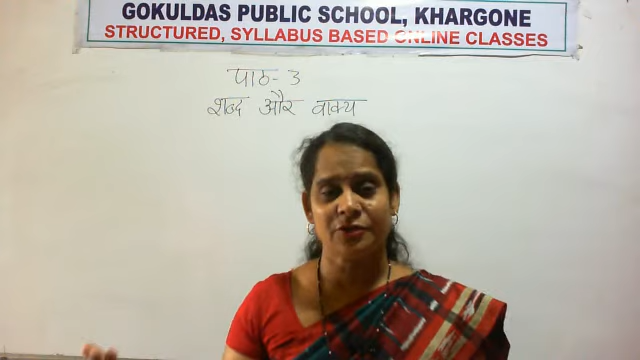 GOKULDAS PUBLIC SCHOOL, KHARGONE
STRUCTURED, SYLLABUS BASED ONLINE CLASSES
पाठ- 3
शब्द और वाक्य